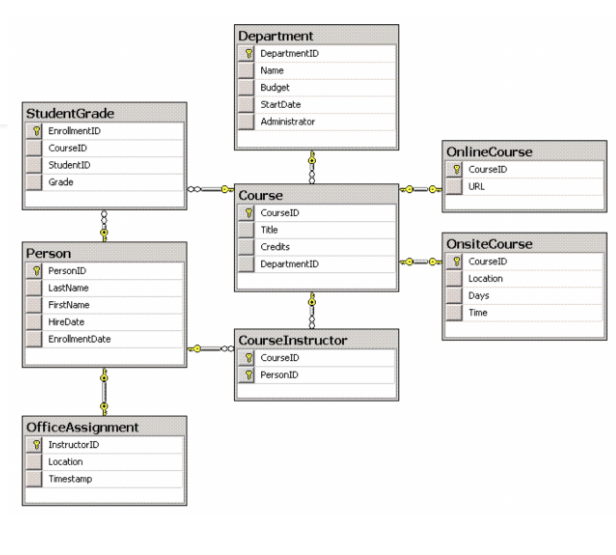 Department
DepartmentID
Name
Budget
StartDate
Administrator
StudentGrade
EnrollmentID
CourseID
StudentID
Grade
OnlineCourse
CourseID
URL
Course
CourseID
Title
Credits
DepartmentID
OnsiteCourse
CourseID
Location
Days
Time
Person
PersonID
LastName
FirstName
HireDate
EnrollmentDate
CourseInstructor
CourseID
PersonID
OfficeAssignment
InstructorID
Location
Timestamp